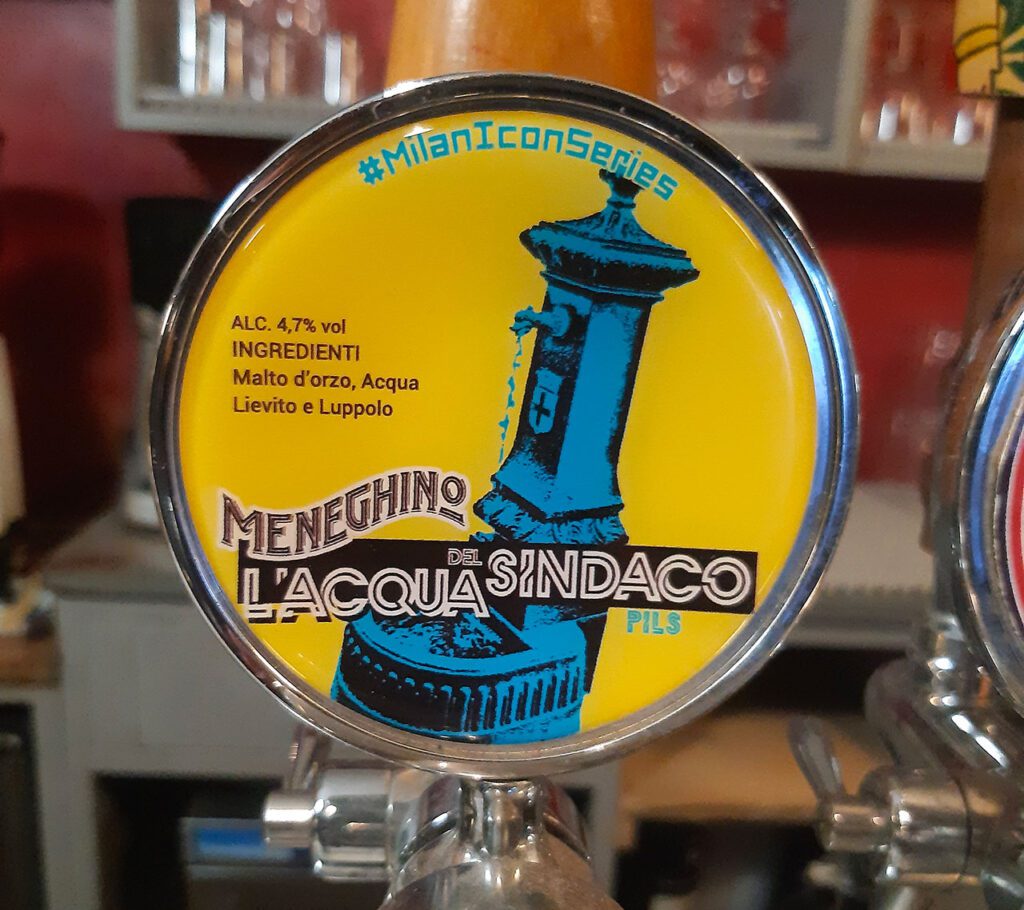 #MilanIconSeries
ALC. 4,7% vol
INGREDIENTI
Malto d'orzo, Acqua
Lievito e Luppolo
MENEGHINO
L'ACQUA DEL SINDACO
PILS